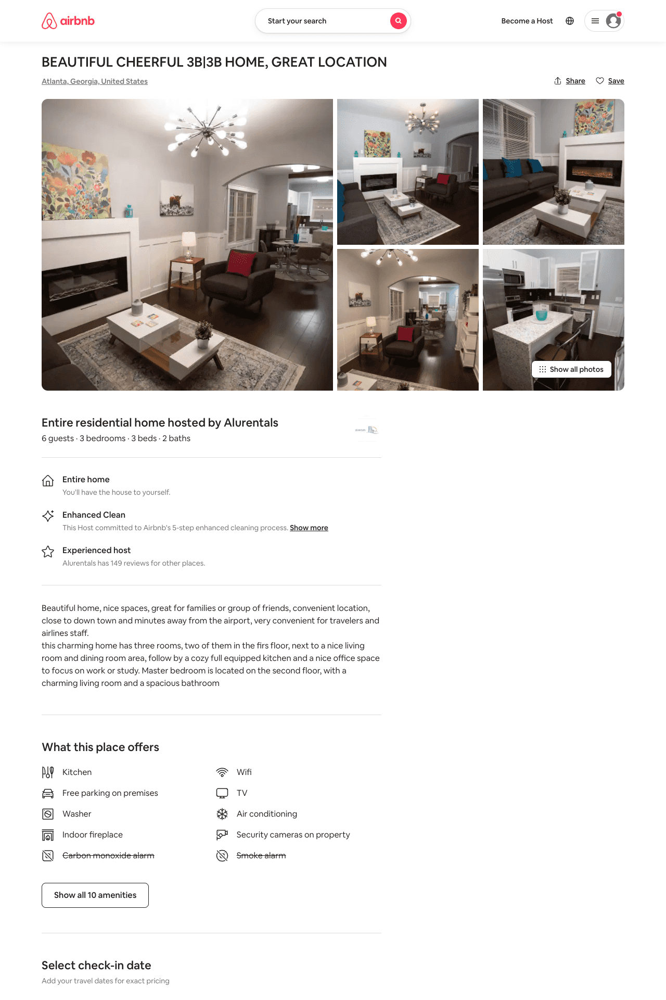 airbnb
Start your search
Become a Host
BEAUTIFUL CHEERFUL 3B|3B HOME, GREAT LOCATION
Atlanta, Georgia, United States
Share
Save
Show all photos
Entire residential home hosted by Alurentals
6 guests · 3 bedrooms · 3 beds · 2 baths
Entire home
You'll have the house to yourself.
Enhanced Clean
This Host committed to Airbnb's 5-step enhanced cleaning process. Show more
Experienced host
Alurentals has 149 reviews for other places.
Beautiful home, nice spaces, great for families or group of friends, convenient location,
close to down town and minutes away from the airport, very convenient for travelers and
airlines staff.
this charming home has three rooms, two of them in the firs floor, next to a nice living
room and dining room area, follow by a cozy full equipped kitchen and a nice office space
to focus on work or study. Master bedroom is located on the second floor, with a
charming living room and a spacious bathroom
What this place offers
Kitchen
Wifi
Free parking on premises
TV
Washer
Air conditioning
Indoor fireplace
Security cameras on property
Carbon monoxide alarm
Smoke alarm
Show all 10 amenities
Select check-in date
Add your travel dates for exact pricing